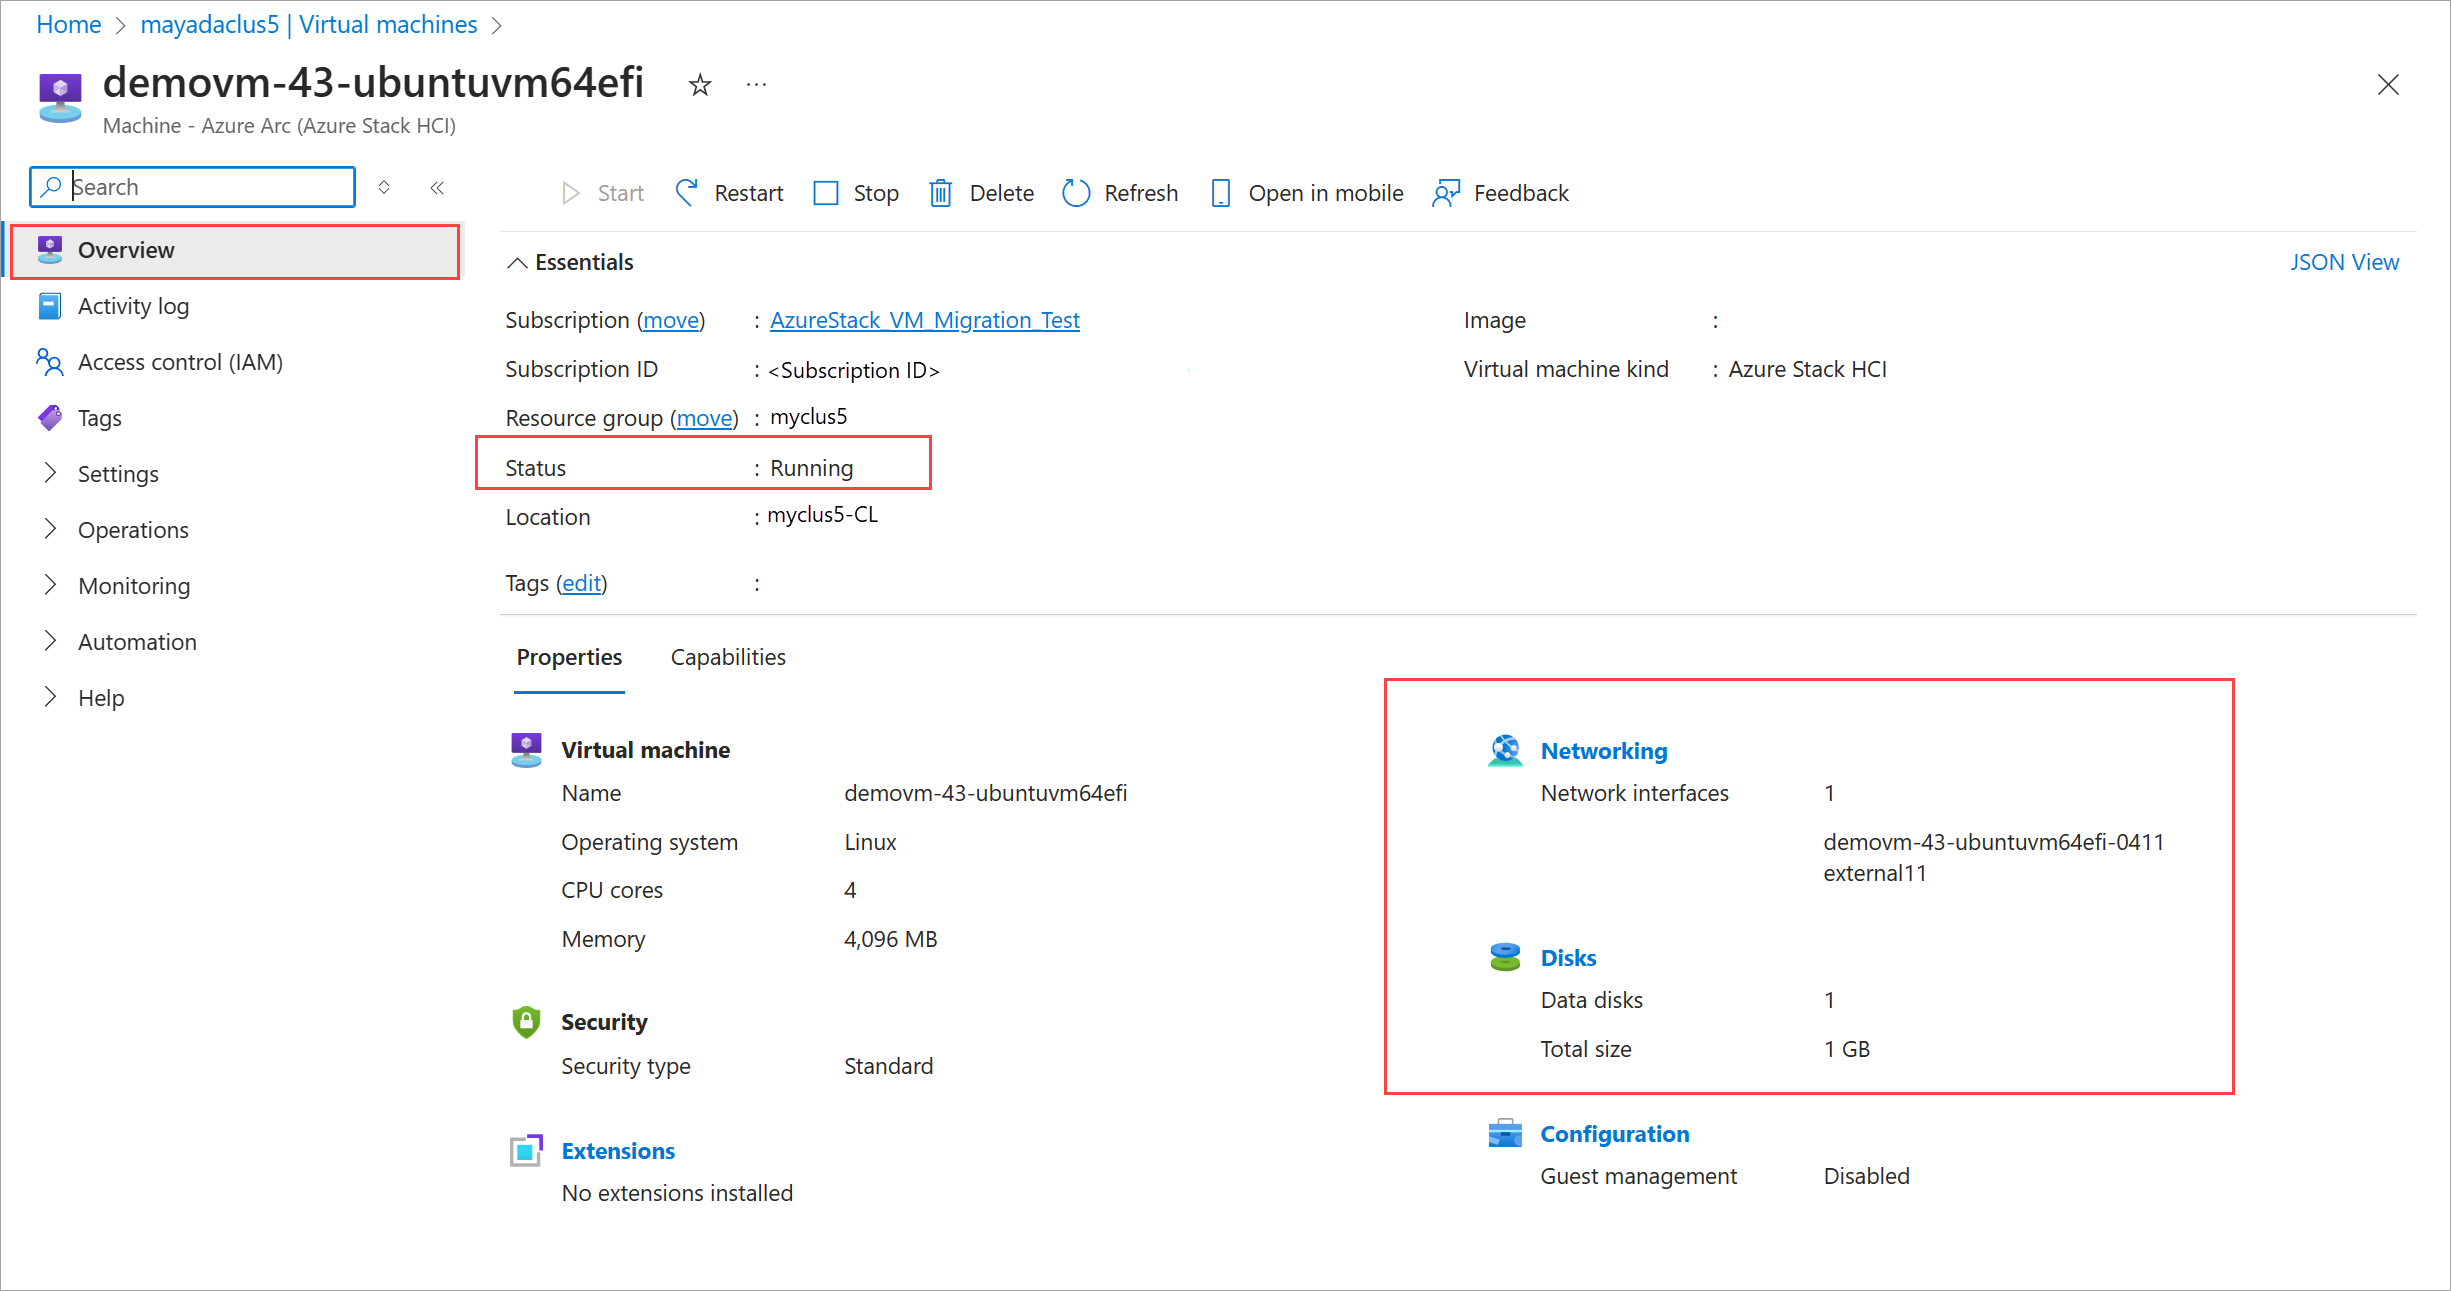 Home > mayadaclus5 | Virtual machines >
demovm-43-ubuntuvm64efi
Machine - Azure Arc (Azure Stack HCI)
Search
Overview
Activity log
Access control (IAM)
Tags
Settings
Operations
Monitoring
Automation
Help
Start Restart Stop Delete Refresh Open in mobile Feedback
Essentials
JSON View
Subscription (move) : AzureStack_VM_Migration_Test
Subscription ID : <Subscription ID>
Resource group (move) : myclus5
Status : Running
Location : myclus5-CL
Tags (edit) :
Image :
Virtual machine kind : Azure Stack HCI
Properties Capabilities
Virtual machine
Name demovm-43-ubuntuvm64efi
Operating system Linux
CPU cores 4
Memory 4,096 MB
Security
Security type Standard
Extensions
No extensions installed
Networking
Network interfaces 1
demovm-43-ubuntuvm64efi-0411
external11
Disks
Data disks 1
Total size 1 GB
Configuration
Guest management Disabled